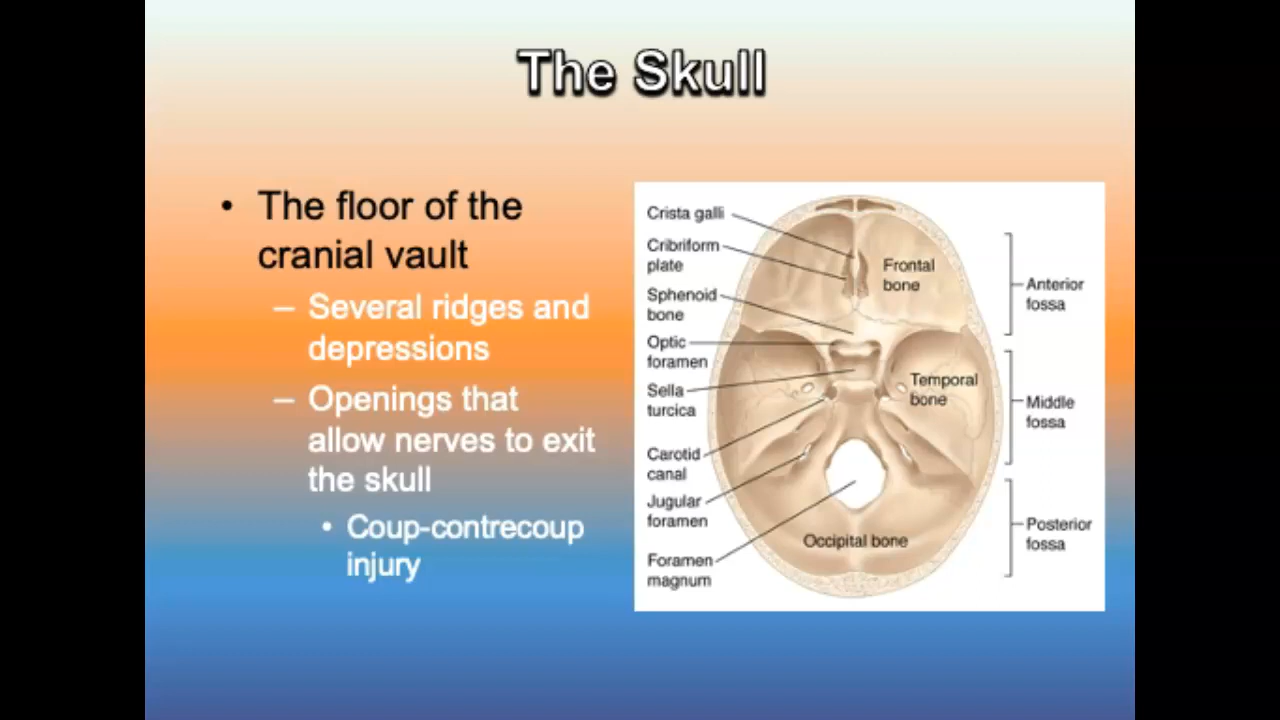 The Skull
• The floor of the
cranial vault
– Several ridges and
depressions
– Openings that
allow nerves to exit
the skull
• Coup-contrecoup
injury
Crista galli
Cribriform
plate
Sphenoid
bone
Optic
foramen
Sella
turcica
Carotid
canal
Jugular
foramen
Foramen
magnum
Frontal
bone
Temporal
bone
Occipital bone
Anterior
fossa
Middle
fossa
Posterior
fossa